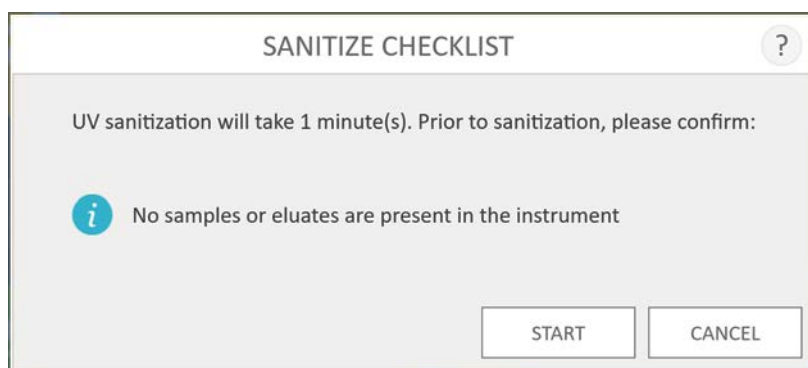 SANITIZE CHECKLIST
?
UV sanitization will take 1 minute(s). Prior to sanitization, please confirm:
i
No samples or eluates are present in the instrument
START
CANCEL